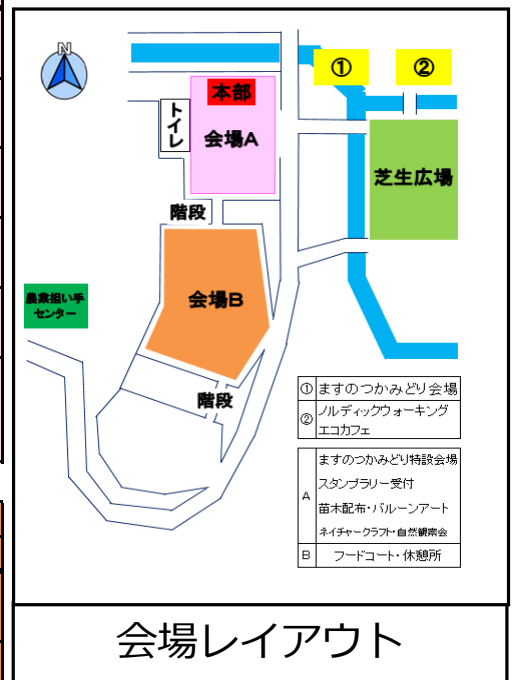 N
①
②
本部
トイレ
会場A
芝生広場
階段
会場B
農業担い手
センター
階段
① ますのつかみどり会場
② ノルディックウォーキング
エコカフェ
A ますのつかみどり特設会場
スタンプラリー受付
苗木配布・バルーンアート
ネイチャークラフト・自然観察会
B フードコート・休憩所
会場レイアウト